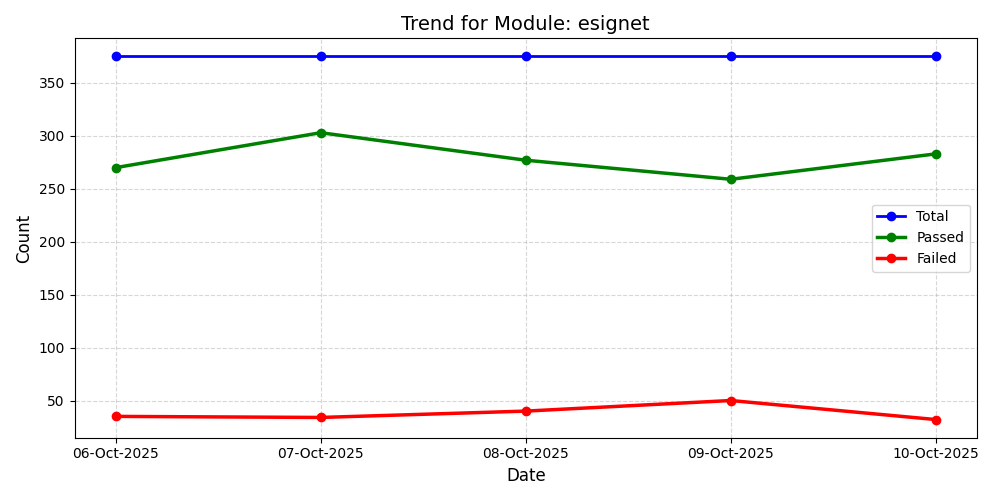 Trend for Module: esignet
Count
350
300
250
200
150
100
50
Total
Passed
Failed
06-Oct-2025 07-Oct-2025 08-Oct-2025 09-Oct-2025 10-Oct-2025
Date